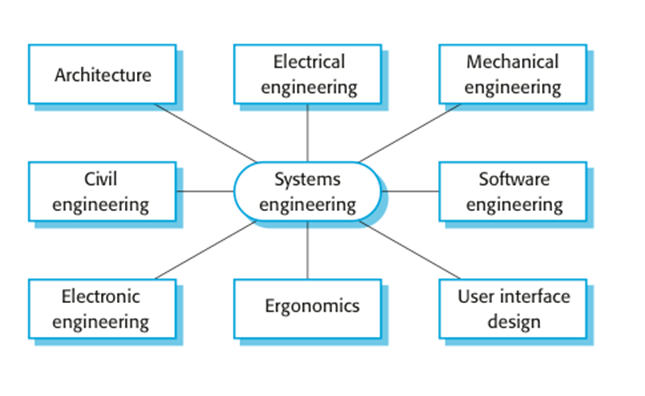 Architecture
Electrical
engineering
Mechanical
engineering
Civil
engineering
Systems
engineering
Software
engineering
Electronic
engineering
Ergonomics
User interface
design